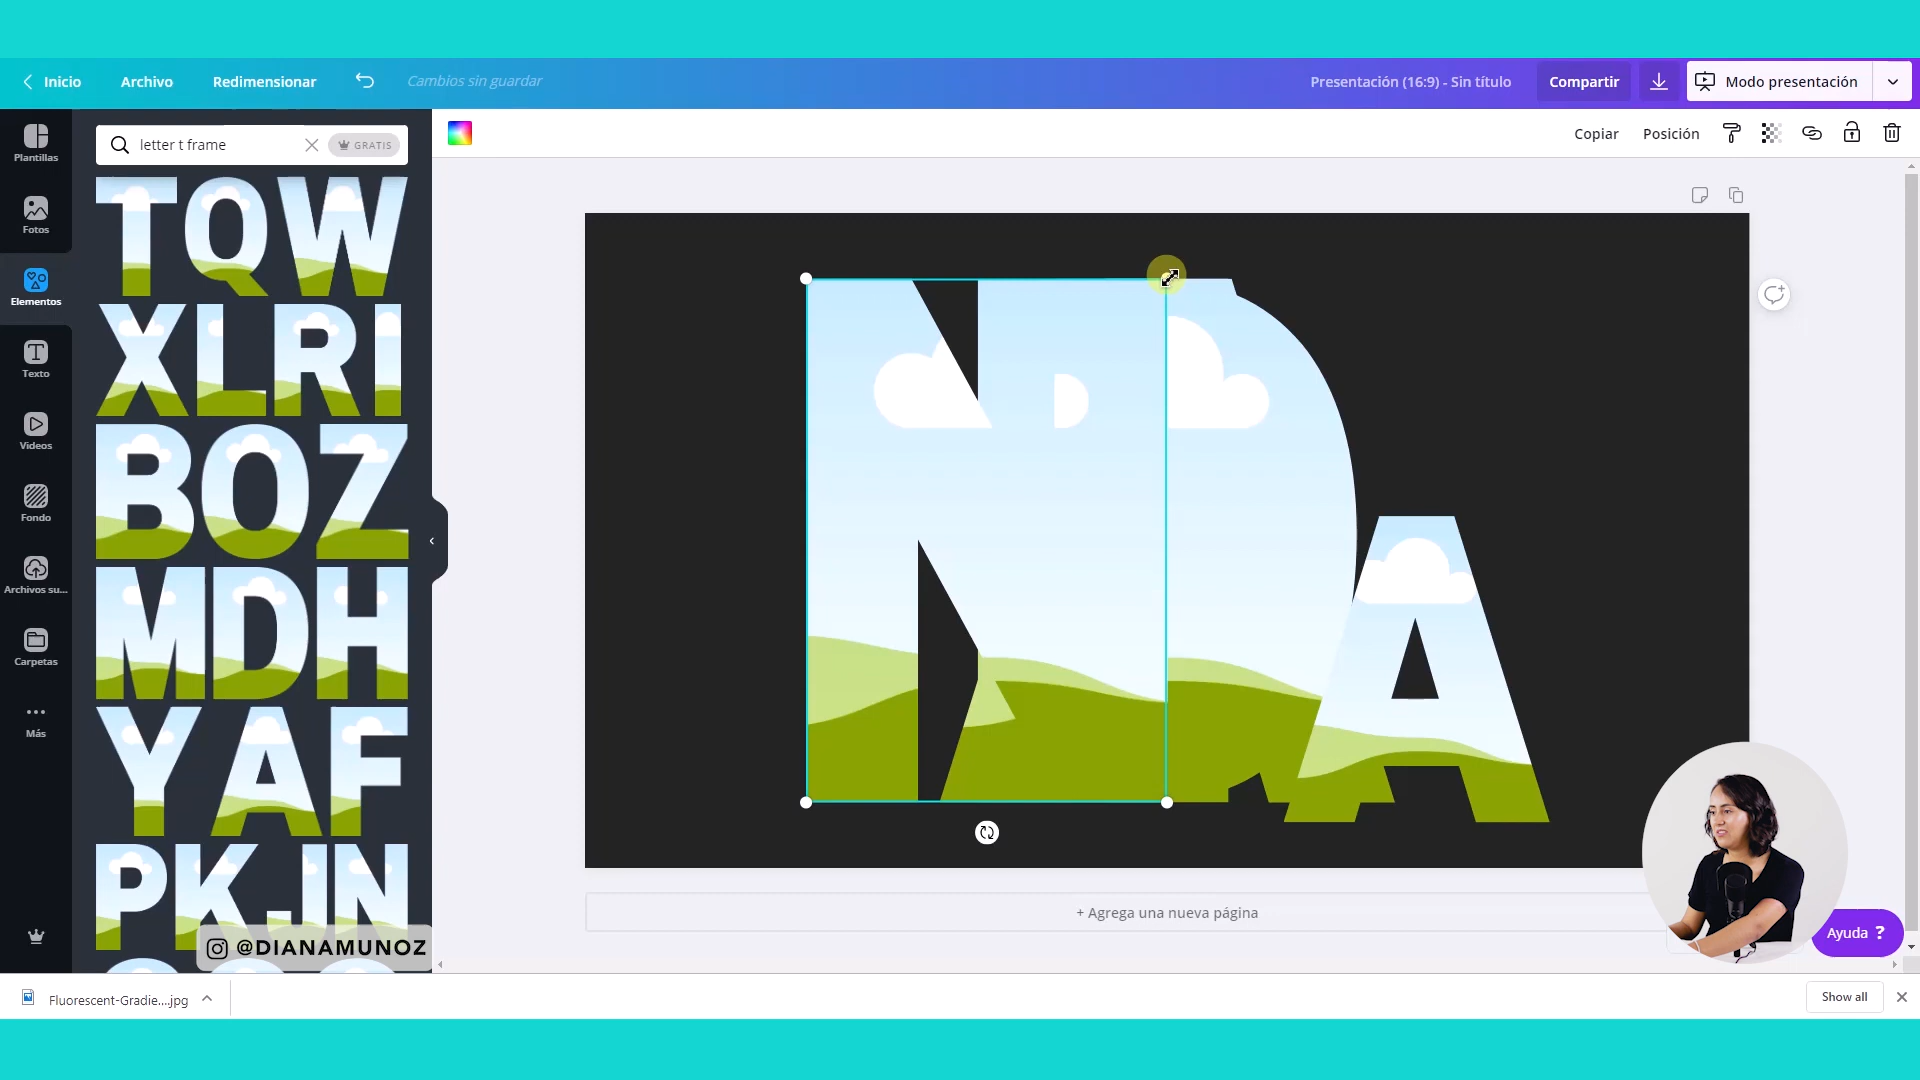 Inicio
Archivo
Redimensionar
Cambios sin guardar
Presentación (16:9) - Sin título
Compartir
Modo presentación
Plantillas
Fotos
Elementos
Texto
Videos
Fondo
Archivos su...
Carpetas
Más
letter t frame
GRATIS
TQW
XLRI
BOZ
MDH
YAF
PKJN
@DIANAMUNOZ
Copiar
Posición
N
D
A
+ Agrega una nueva página
Ayuda ?
Fluorescent-Gradie....jpg
Show all